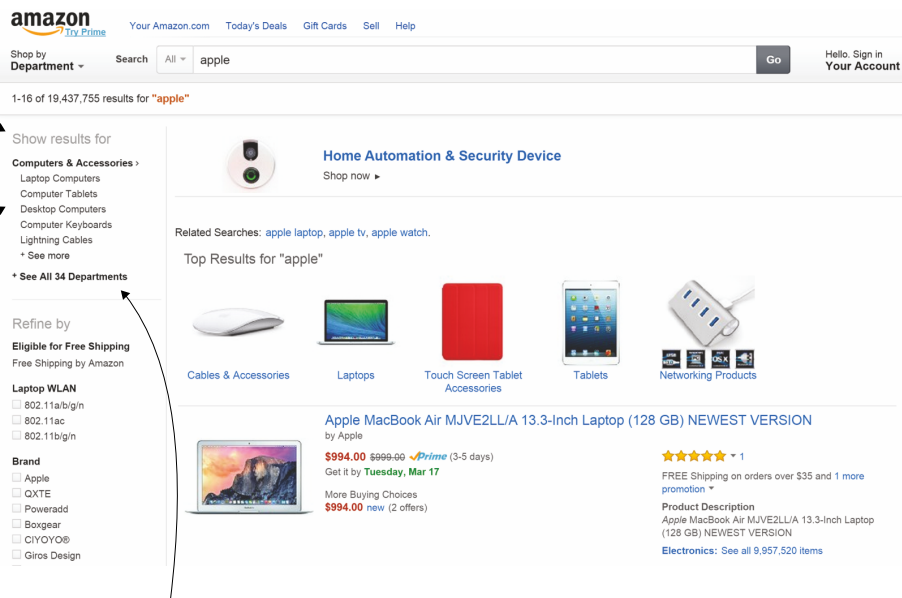 amazon
Try Prime
Your Amazon.com Today's Deals Gift Cards Sell Help
Shop by
Department
Search All apple Go
Hello. Sign in
Your Account
1-16 of 19,437,755 results for "apple"
Show results for
Computers & Accessories ›
Laptop Computers
Computer Tablets
Desktop Computers
Computer Keyboards
Lightning Cables
+ See more
+ See All 34 Departments
Refine by
Eligible for Free Shipping
Free Shipping by Amazon
Laptop WLAN
802.11a/b/g/n
802.11ac
802.11b/g/n
Brand
Apple
QXTE
Poweradd
Boxgear
CIYOYO®
Giros Design
Home Automation & Security Device
Shop now ▸
Related Searches: apple laptop, apple tv, apple watch.
Top Results for "apple"
Cables & Accessories
Laptops
Touch Screen Tablet
Accessories
Tablets
OS X
Networking Products
Apple MacBook Air MJVE2LL/A 13.3-Inch Laptop (128 GB) NEWEST VERSION
by Apple
$994.00 $999.00 Prime (3-5 days)
Get it by Tuesday, Mar 17
More Buying Choices
$994.00 new (2 offers)
1
FREE Shipping on orders over $35 and 1 more
promotion
Product Description
Apple MacBook Air MJVE2LL/A 13.3-Inch Laptop
(128 GB) NEWEST VERSION
Electronics: See all 9,957,520 items